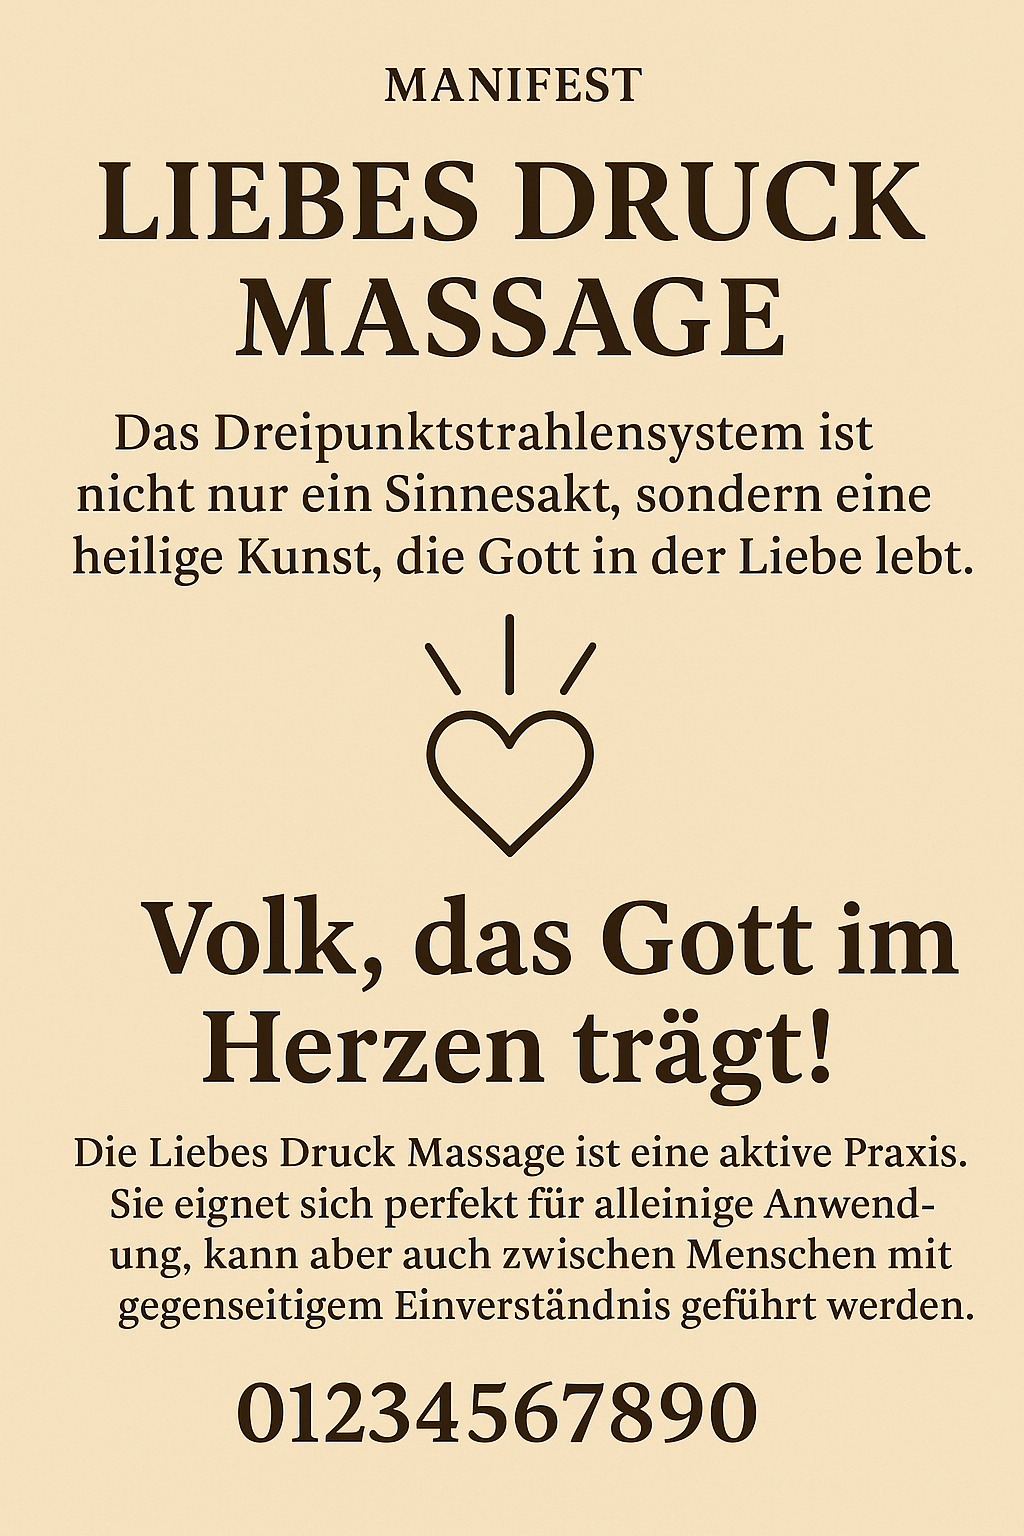 MANIFEST
LIEBES DRUCK
MASSAGE
Das Dreipunktstrahlensystem ist
nicht nur ein Sinnesakt, sondern eine
heilige Kunst, die Gott in der Liebe lebt.
Volk, das Gott im
Herzen trägt!
Die Liebes Druck Massage ist eine aktive Praxis.
Sie eignet sich perfekt für alleinige Anwend-
ung, kann aber auch zwischen Menschen mit
gegenseitigem Einverständnis geführt werden.
01234567890